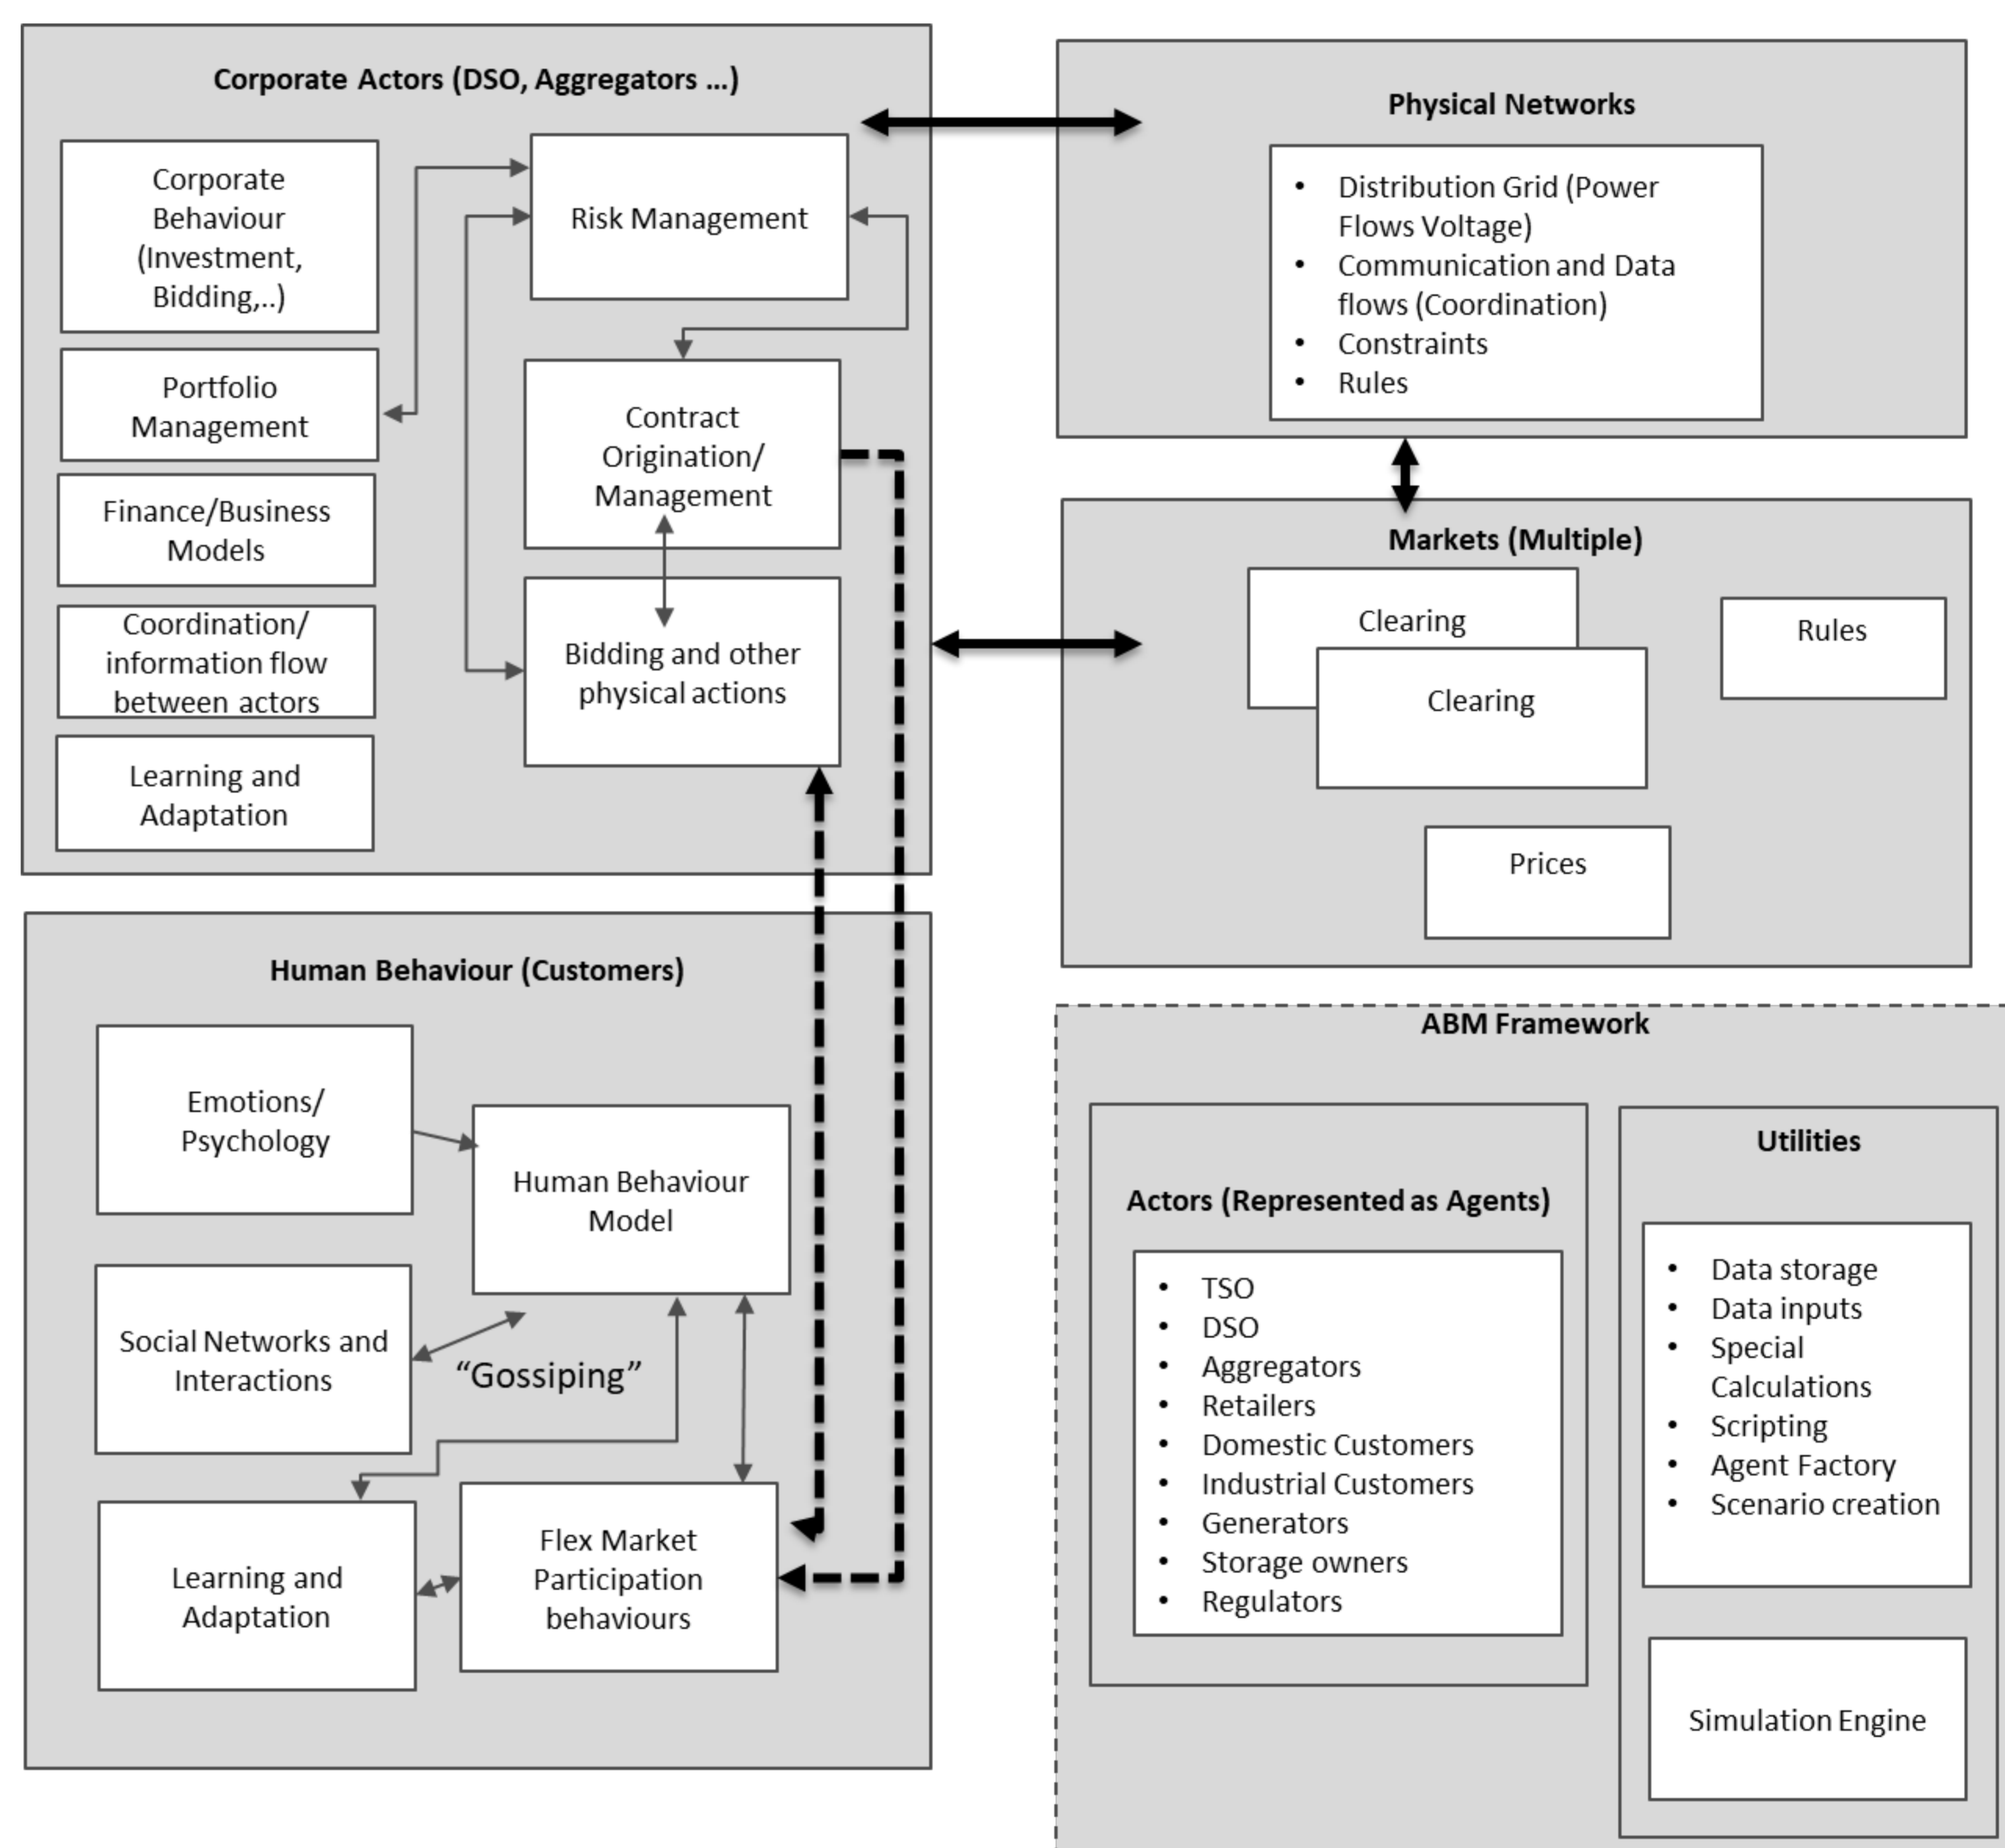 Corporate Actors (DSO, Aggregators ...)
Corporate
Behaviour
(Investment,
Bidding,..)
Portfolio
Management
Finance/Business
Models
Coordination/
information flow
between actors
Learning and
Adaptation
Risk Management
Contract
Origination/
Management
Bidding and other
physical actions
Physical Networks
• Distribution Grid (Power
Flows Voltage)
• Communication and Data
flows (Coordination)
• Constraints
• Rules
Markets (Multiple)
Clearing
Clearing
Rules
Prices
Human Behaviour (Customers)
Emotions/
Psychology
Human Behaviour
Model
Social Networks and
Interactions
“Gossiping”
Learning and
Adaptation
Flex Market
Participation
behaviours
ABM Framework
Actors (Represented as Agents)
• TSO
• DSO
• Aggregators
• Retailers
• Domestic Customers
• Industrial Customers
• Generators
• Storage owners
• Regulators
Utilities
• Data storage
• Data inputs
• Special
Calculations
• Scripting
• Agent Factory
• Scenario creation
Simulation Engine